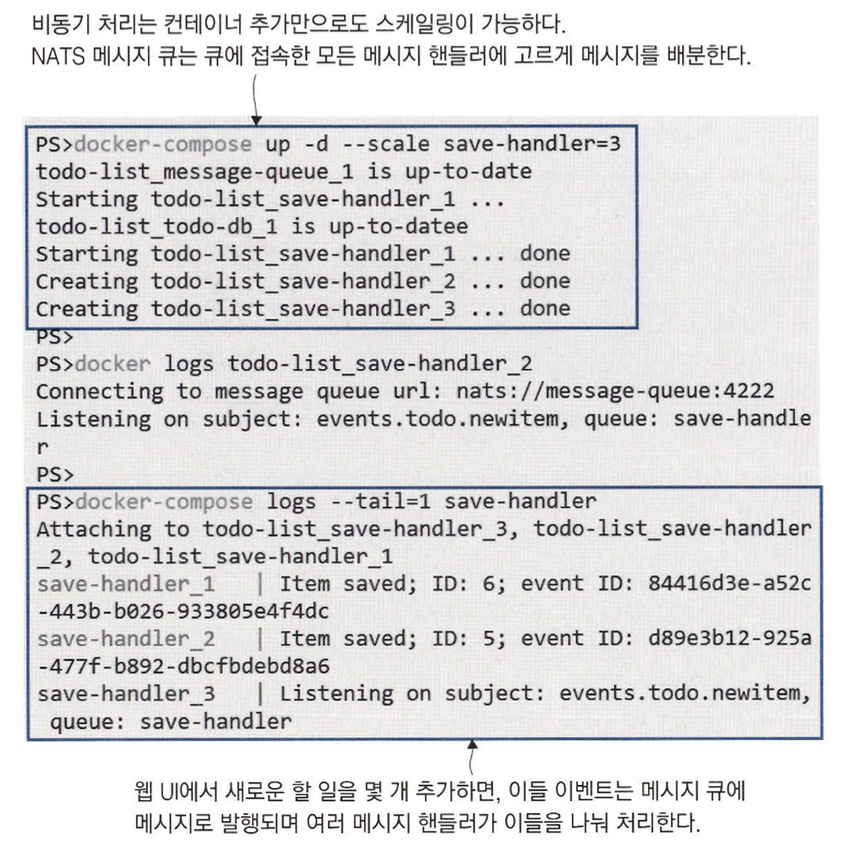 비동기 처리는 컨테이너 추가만으로도 스케일링이 가능하다.
NATS 메시지 큐는 큐에 접속한 모든 메시지 핸들러에 고르게 메시지를 배분한다.
PS>docker-compose up -d --scale save-handler=3
todo-list_message-queue_1 is up-to-date
Starting todo-list_save-handler_1 ...
todo-list_todo-db_1 is up-to-datee
Starting todo-list_save-handler_1 ... done
Creating todo-list_save-handler_2 ... done
Creating todo-list_save-handler_3 ... done
PS>
PS>docker logs todo-list_save-handler_2
Connecting to message queue url: nats://message-queue:4222
Listening on subject: events.todo.newitem, queue: save-handle
r
PS>
PS>docker-compose logs --tail=1 save-handler
Attaching to todo-list_save-handler_3, todo-list_save-handler
_2, todo-list_save-handler_1
save-handler_1   | Item saved; ID: 6; event ID: 84416d3e-a52c
-443b-b026-933805e4f4dc
save-handler_2   | Item saved; ID: 5; event ID: d89e3b12-925a
-477f-b892-dbcfbdebd8a6
save-handler_3   | Listening on subject: events.todo.newitem,
 queue: save-handler
웹 UI에서 새로운 할 일을 몇 개 추가하면, 이들 이벤트는 메시지 큐에
메시지로 발행되며 여러 메시지 핸들러가 이들을 나눠 처리한다.